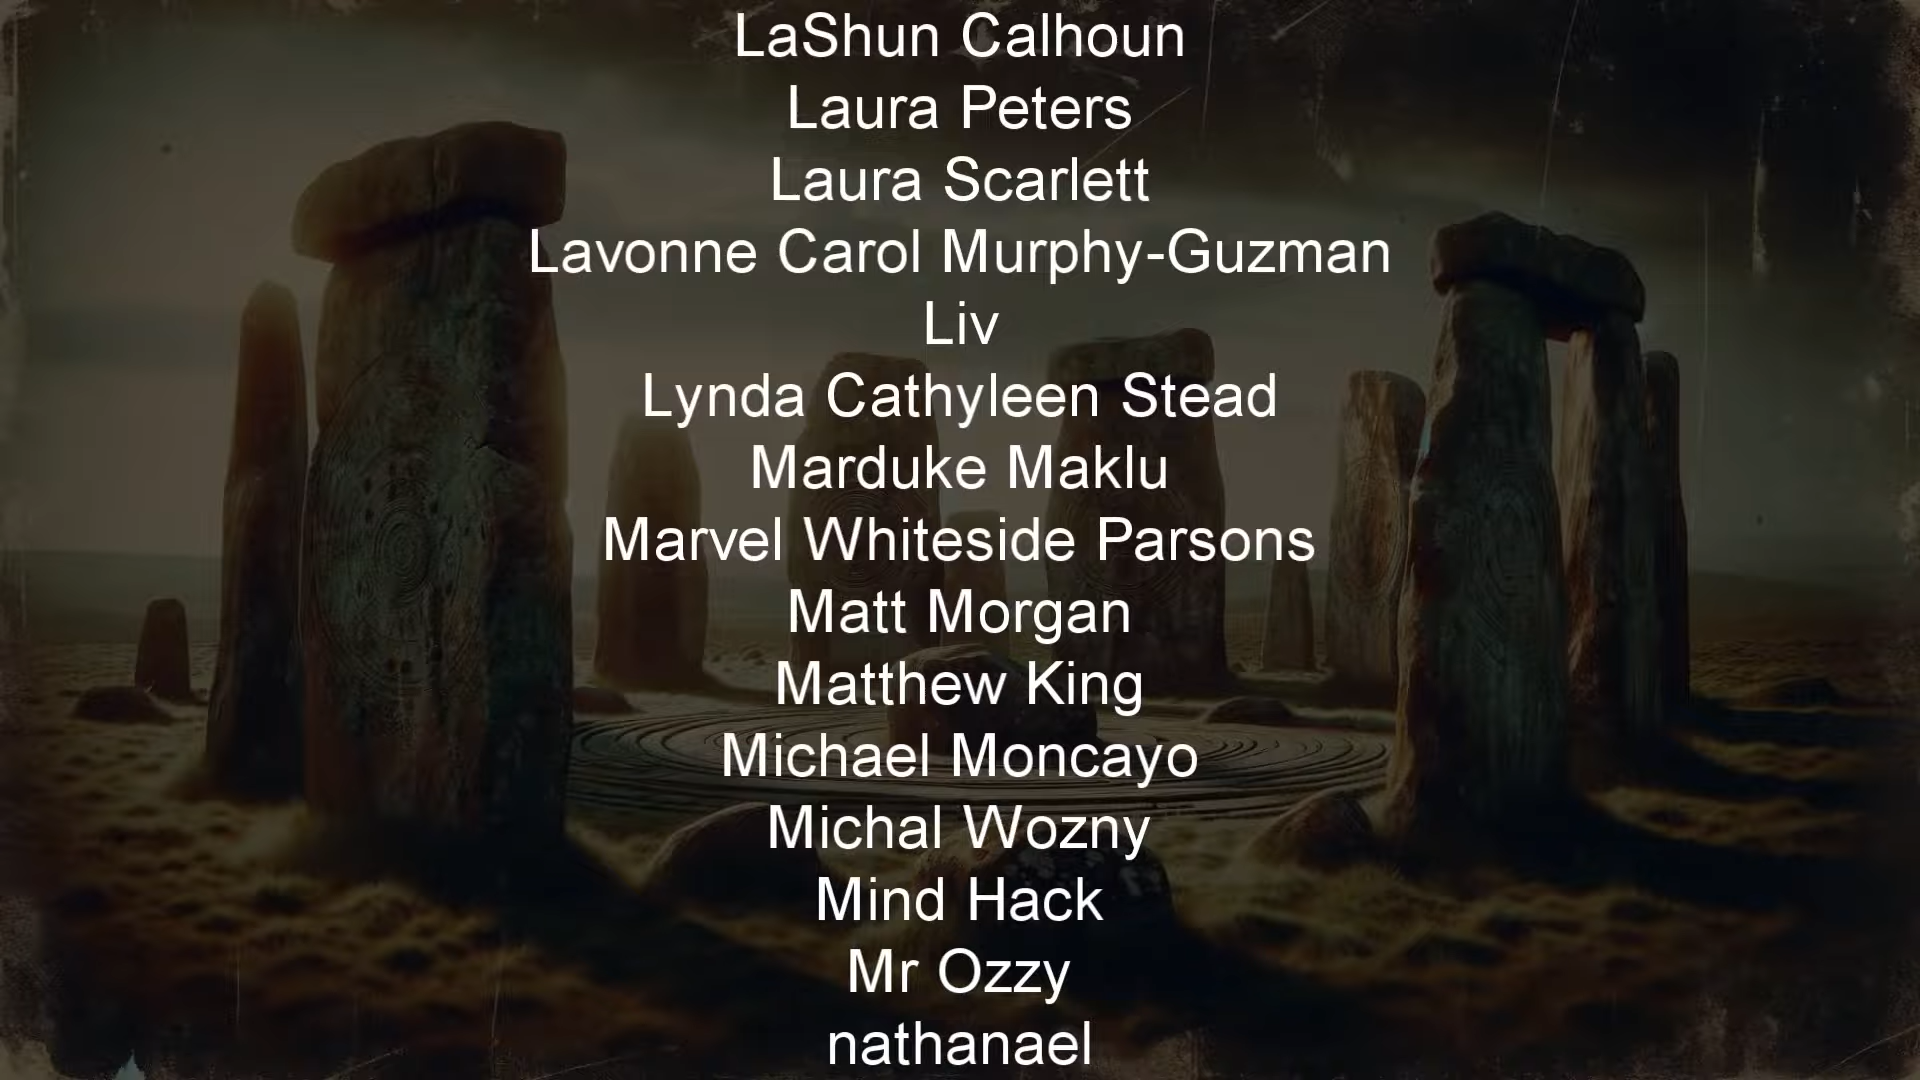 LaShun Calhoun
Laura Peters
Laura Scarlett
Lavonne Carol Murphy-Guzman
Liv
Lynda Cathyleen Stead
Marduke Maklu
Marvel Whiteside Parsons
Matt Morgan
Matthew King
Michael Moncayo
Michal Wozny
Mind Hack
Mr Ozzy
nathanael